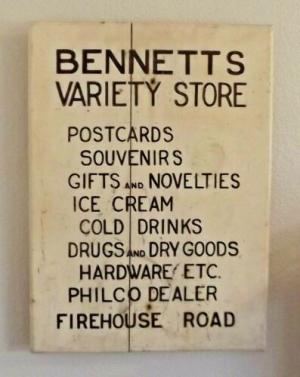 BENNETTS
VARIETY STORE
POSTCARDS
SOUVENIRS
GIFTS AND NOVELTIES
ICE CREAM
COLD DRINKS
DRUGS AND DRY GOODS
HARDWARE ETC.
PHILCO DEALER
FIREHOUSE ROAD